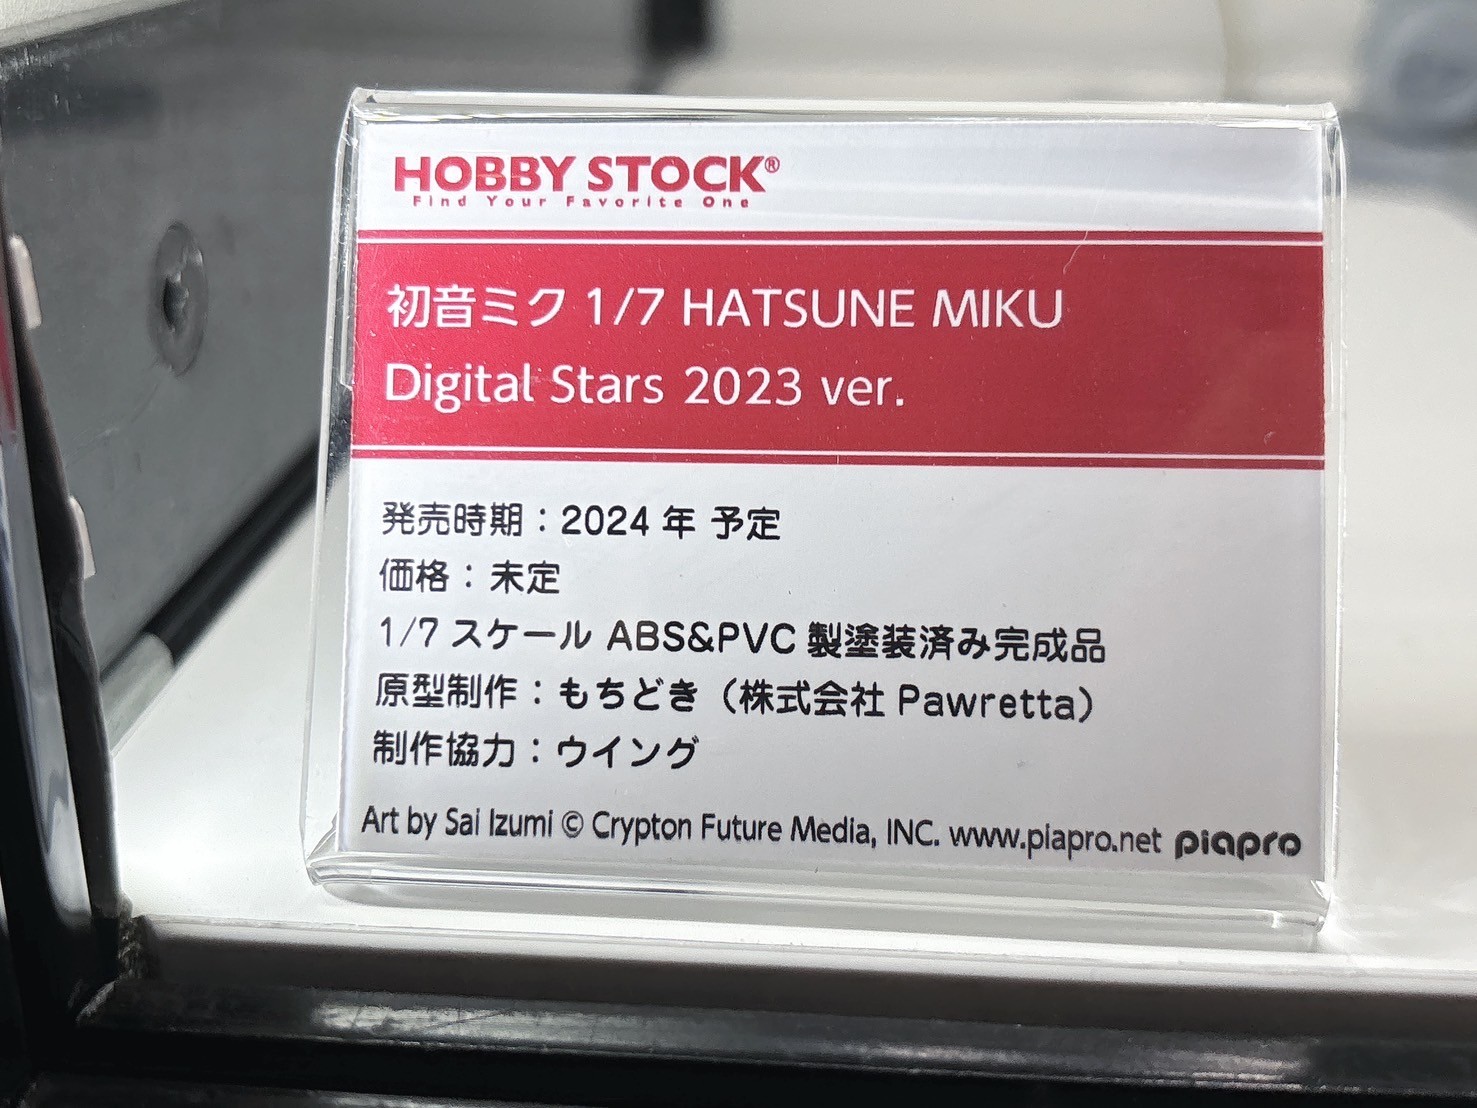 HOBBY STOCK®
Find Your Favorite One
初音ミク 1/7 HATSUNE MIKU
Digital Stars 2023 ver.
発売時期：2024 年 予定
価格：未定
1/7 スケール ABS&PVC 製塗装済み完成品
原型制作：もちどき（株式会社 Pawretta）
制作協力：ウイング
Art by Sai Izumi © Crypton Future Media, INC. www.piapro.net piapro